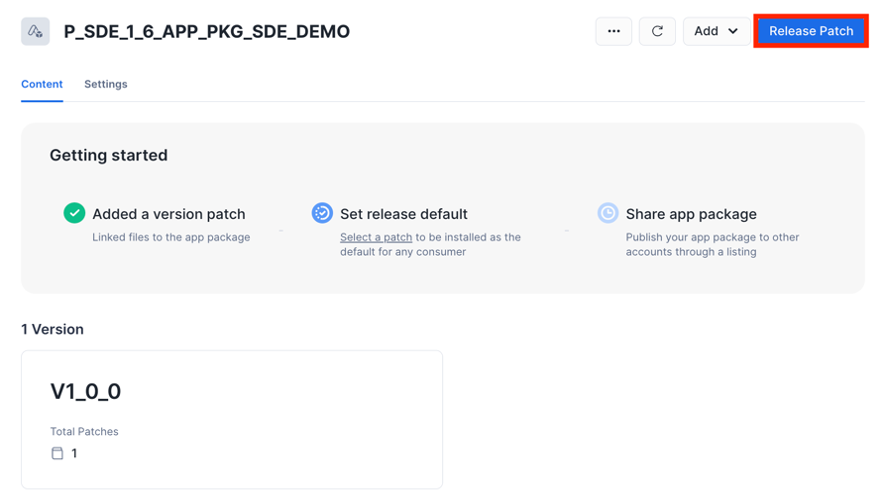 P_SDE_1_6_APP_PKG_SDE_DEMO
Add
Release Patch
Content
Settings
Getting started
Added a version patch
Linked files to the app package
Set release default
Select a patch to be installed as the
default for any consumer
Share app package
Publish your app package to other
accounts through a listing
1 Version
V1_0_0
Total Patches
1